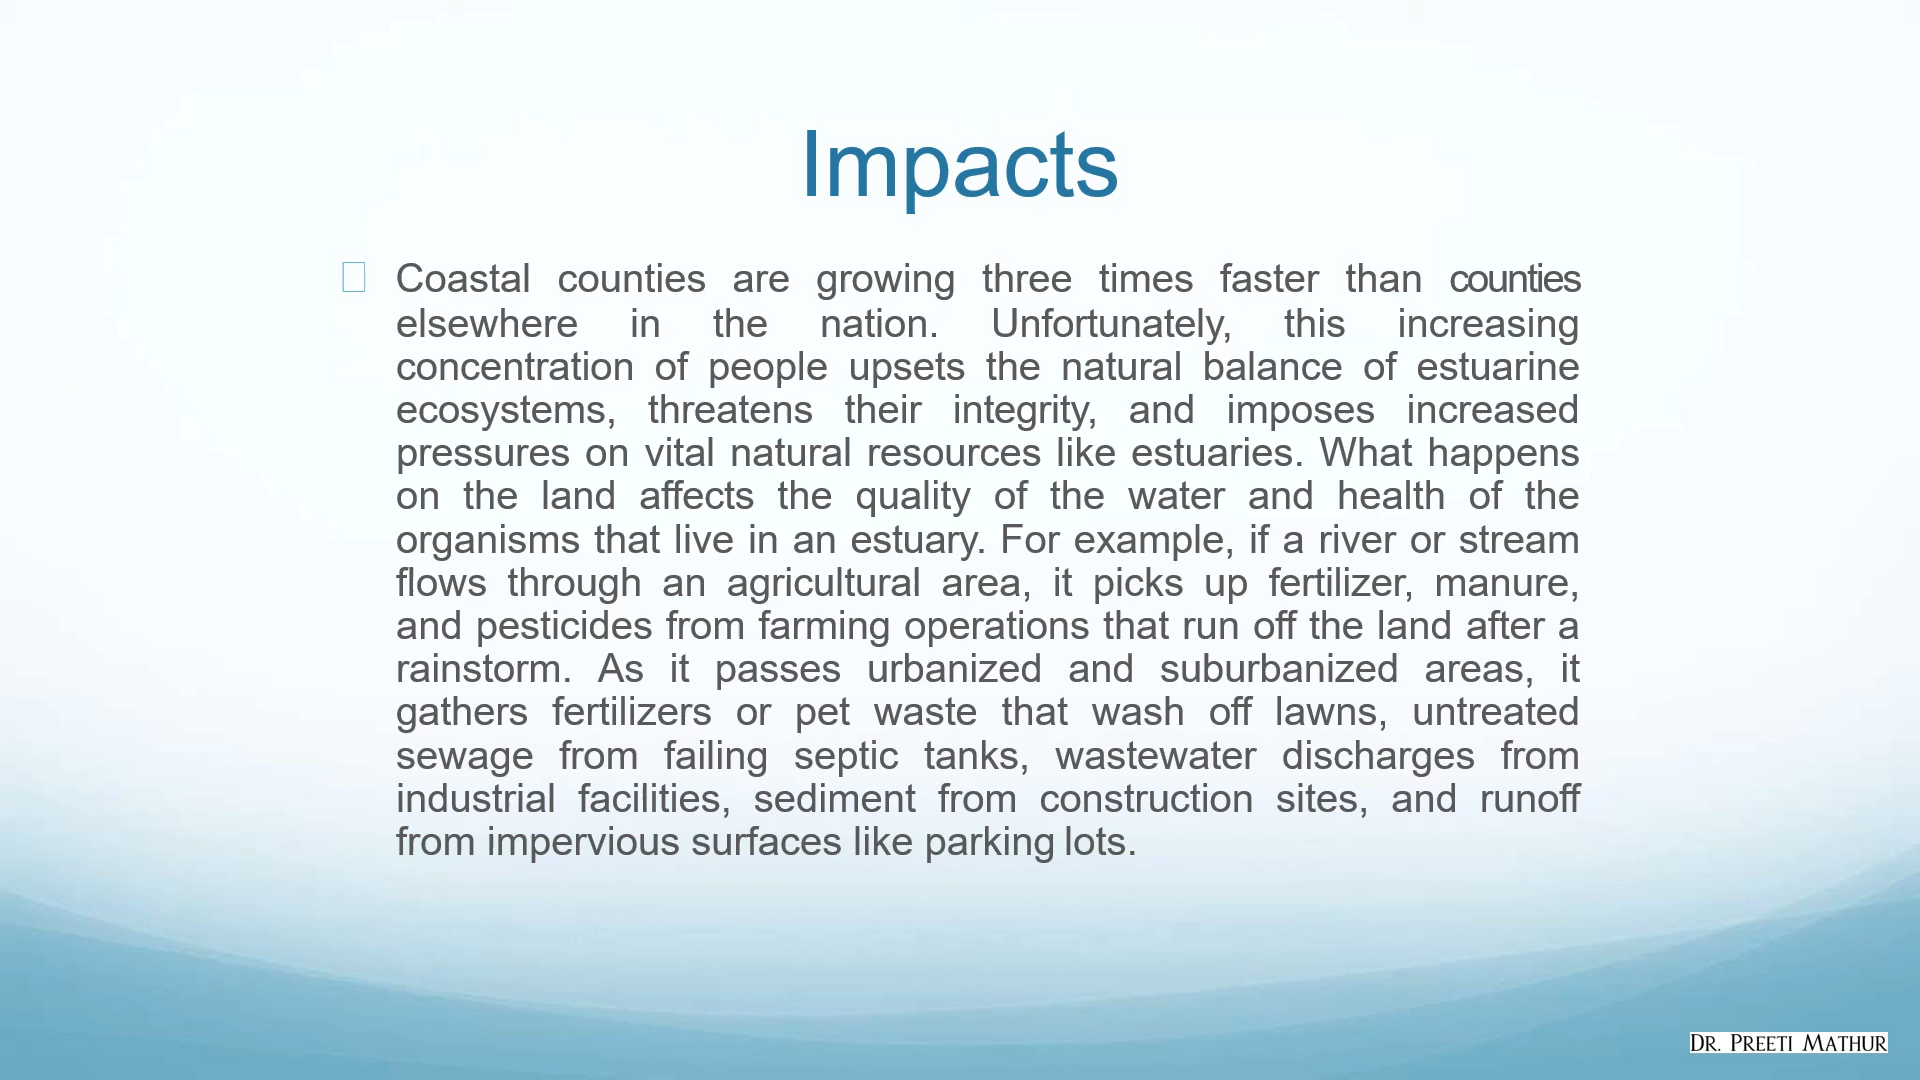 Impacts
Coastal counties are growing three times faster than counties
elsewhere in the nation. Unfortunately, this increasing
concentration of people upsets the natural balance of estuarine
ecosystems, threatens their integrity, and imposes increased
pressures on vital natural resources like estuaries. What happens
on the land affects the quality of the water and health of the
organisms that live in an estuary. For example, if a river or stream
flows through an agricultural area, it picks up fertilizer, manure,
and pesticides from farming operations that run off the land after a
rainstorm. As it passes urbanized and suburbanized areas, it
gathers fertilizers or pet waste that wash off lawns, untreated
sewage from failing septic tanks, wastewater discharges from
industrial facilities, sediment from construction sites, and runoff
from impervious surfaces like parking lots.
DR. PREETI MATHUR